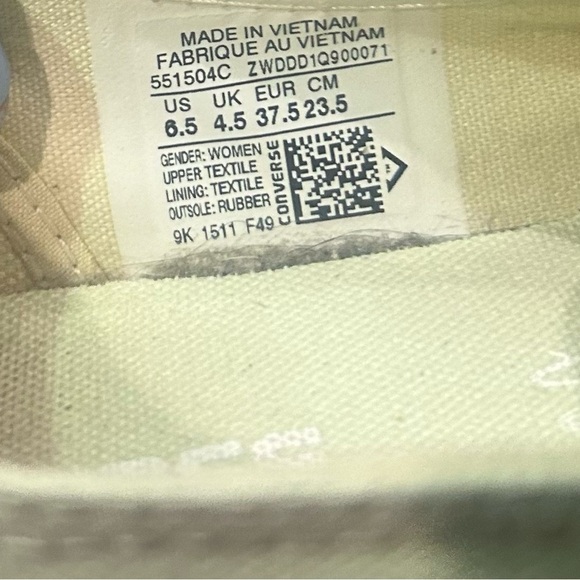 MADE IN VIETNAM
FABRIQUE AU VIETNAM
551504C ZWDDD1Q900071
US UK EUR CM
6.5 4.5 37.5 23.5
GENDER: WOMEN
UPPER TEXTILE
LINING: TEXTILE
OUTSOLE: RUBBER
CONVERSE
9K 1511 F49